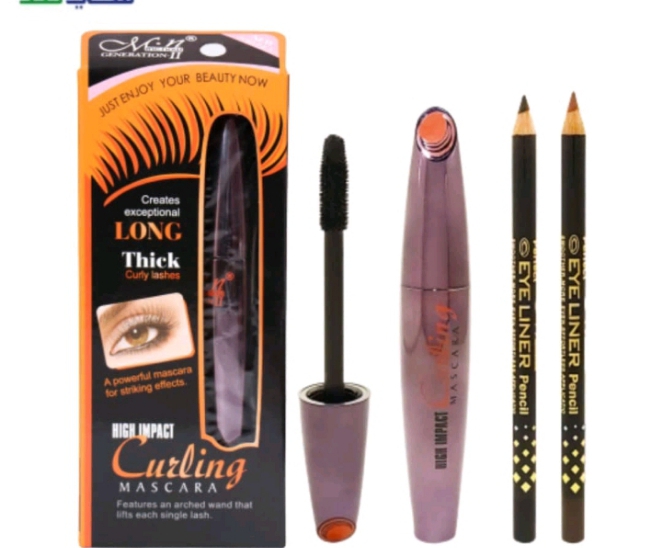 GENERATION-II
JUST ENJOY YOUR BEAUTY NOW
Creates
exceptional
LONG
Thick
Curly lashes
A powerful mascara
for striking effects.
HIGH IMPACT
Curling
MASCARA
Features an arched wand that
lifts each single lash.
HIGH IMPACT
Curling
MASCARA
EYE LINER Pencil
EYE LINER Pencil